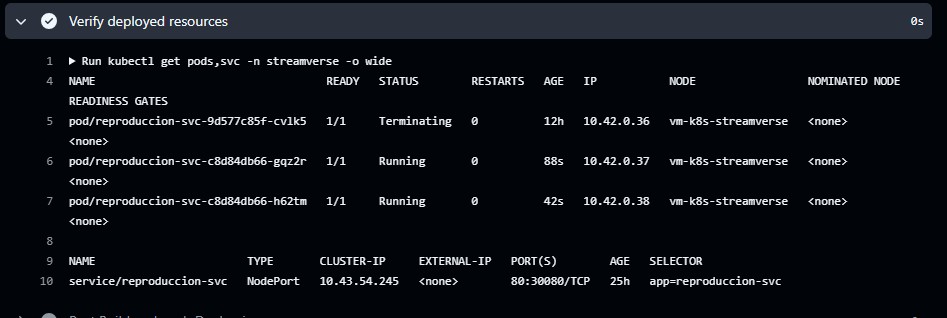 Verify deployed resources 0s
1 Run kubectl get pods,svc -n streamverse -o wide
4 NAME READY STATUS RESTARTS AGE IP NODE NOMINATED NODE
READINESS GATES
5 pod/reproduccion-svc-9d577c85f-cvlk5 1/1 Terminating 0 12h 10.42.0.36 vm-k8s-streamverse <none>
<none>
6 pod/reproduccion-svc-c8d84db66-gqz2r 1/1 Running 0 88s 10.42.0.37 vm-k8s-streamverse <none>
<none>
7 pod/reproduccion-svc-c8d84db66-h62tm 1/1 Running 0 42s 10.42.0.38 vm-k8s-streamverse <none>
<none>
8
9 NAME TYPE CLUSTER-IP EXTERNAL-IP PORT(S) AGE SELECTOR
10 service/reproduccion-svc NodePort 10.43.54.245 <none> 80:30080/TCP 25h app=reproduccion-svc